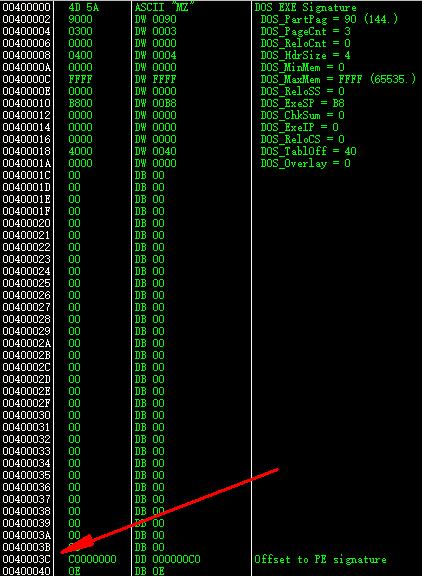 00400000 4D 5A ASCII "MZ" DOS EXE Signature
00400002 9000 DW 0090 DOS_PartPag = 90 (144.)
00400004 0300 DW 0003 DOS_PageCnt = 3
00400006 0000 DW 0000 DOS_ReloCnt = 0
00400008 0400 DW 0004 DOS_HdrSize = 4
0040000A 0000 DW 0000 DOS_MinMem = 0
0040000C FFFF DW FFFF DOS_MaxMem = FFFF (65535.)
0040000E 0000 DW 0000 DOS_ReloSS = 0
00400010 B800 DW 00B8 DOS_ExeSP = B8
00400012 0000 DW 0000 DOS_ChkSum = 0
00400014 0000 DW 0000 DOS_ExeIP = 0
00400016 0000 DW 0000 DOS_ReloCS = 0
00400018 4000 DW 0040 DOS_TablOff = 40
0040001A 0000 DW 0000 DOS_Overlay = 0
0040001C 00 DB 00
0040001D 00 DB 00
0040001E 00 DB 00
0040001F 00 DB 00
00400020 00 DB 00
00400021 00 DB 00
00400022 00 DB 00
00400023 00 DB 00
00400024 00 DB 00
00400025 00 DB 00
00400026 00 DB 00
00400027 00 DB 00
00400028 00 DB 00
00400029 00 DB 00
0040002A 00 DB 00
0040002B 00 DB 00
0040002C 00 DB 00
0040002D 00 DB 00
0040002E 00 DB 00
0040002F 00 DB 00
00400030 00 DB 00
00400031 00 DB 00
00400032 00 DB 00
00400033 00 DB 00
00400034 00 DB 00
00400035 00 DB 00
00400036 00 DB 00
00400037 00 DB 00
00400038 00 DB 00
00400039 00 DB 00
0040003A 00 DB 00
0040003B 00 DB 00
0040003C C0000000 DD 000000C0 Offset to PE signature
00400040 0E DB 0E